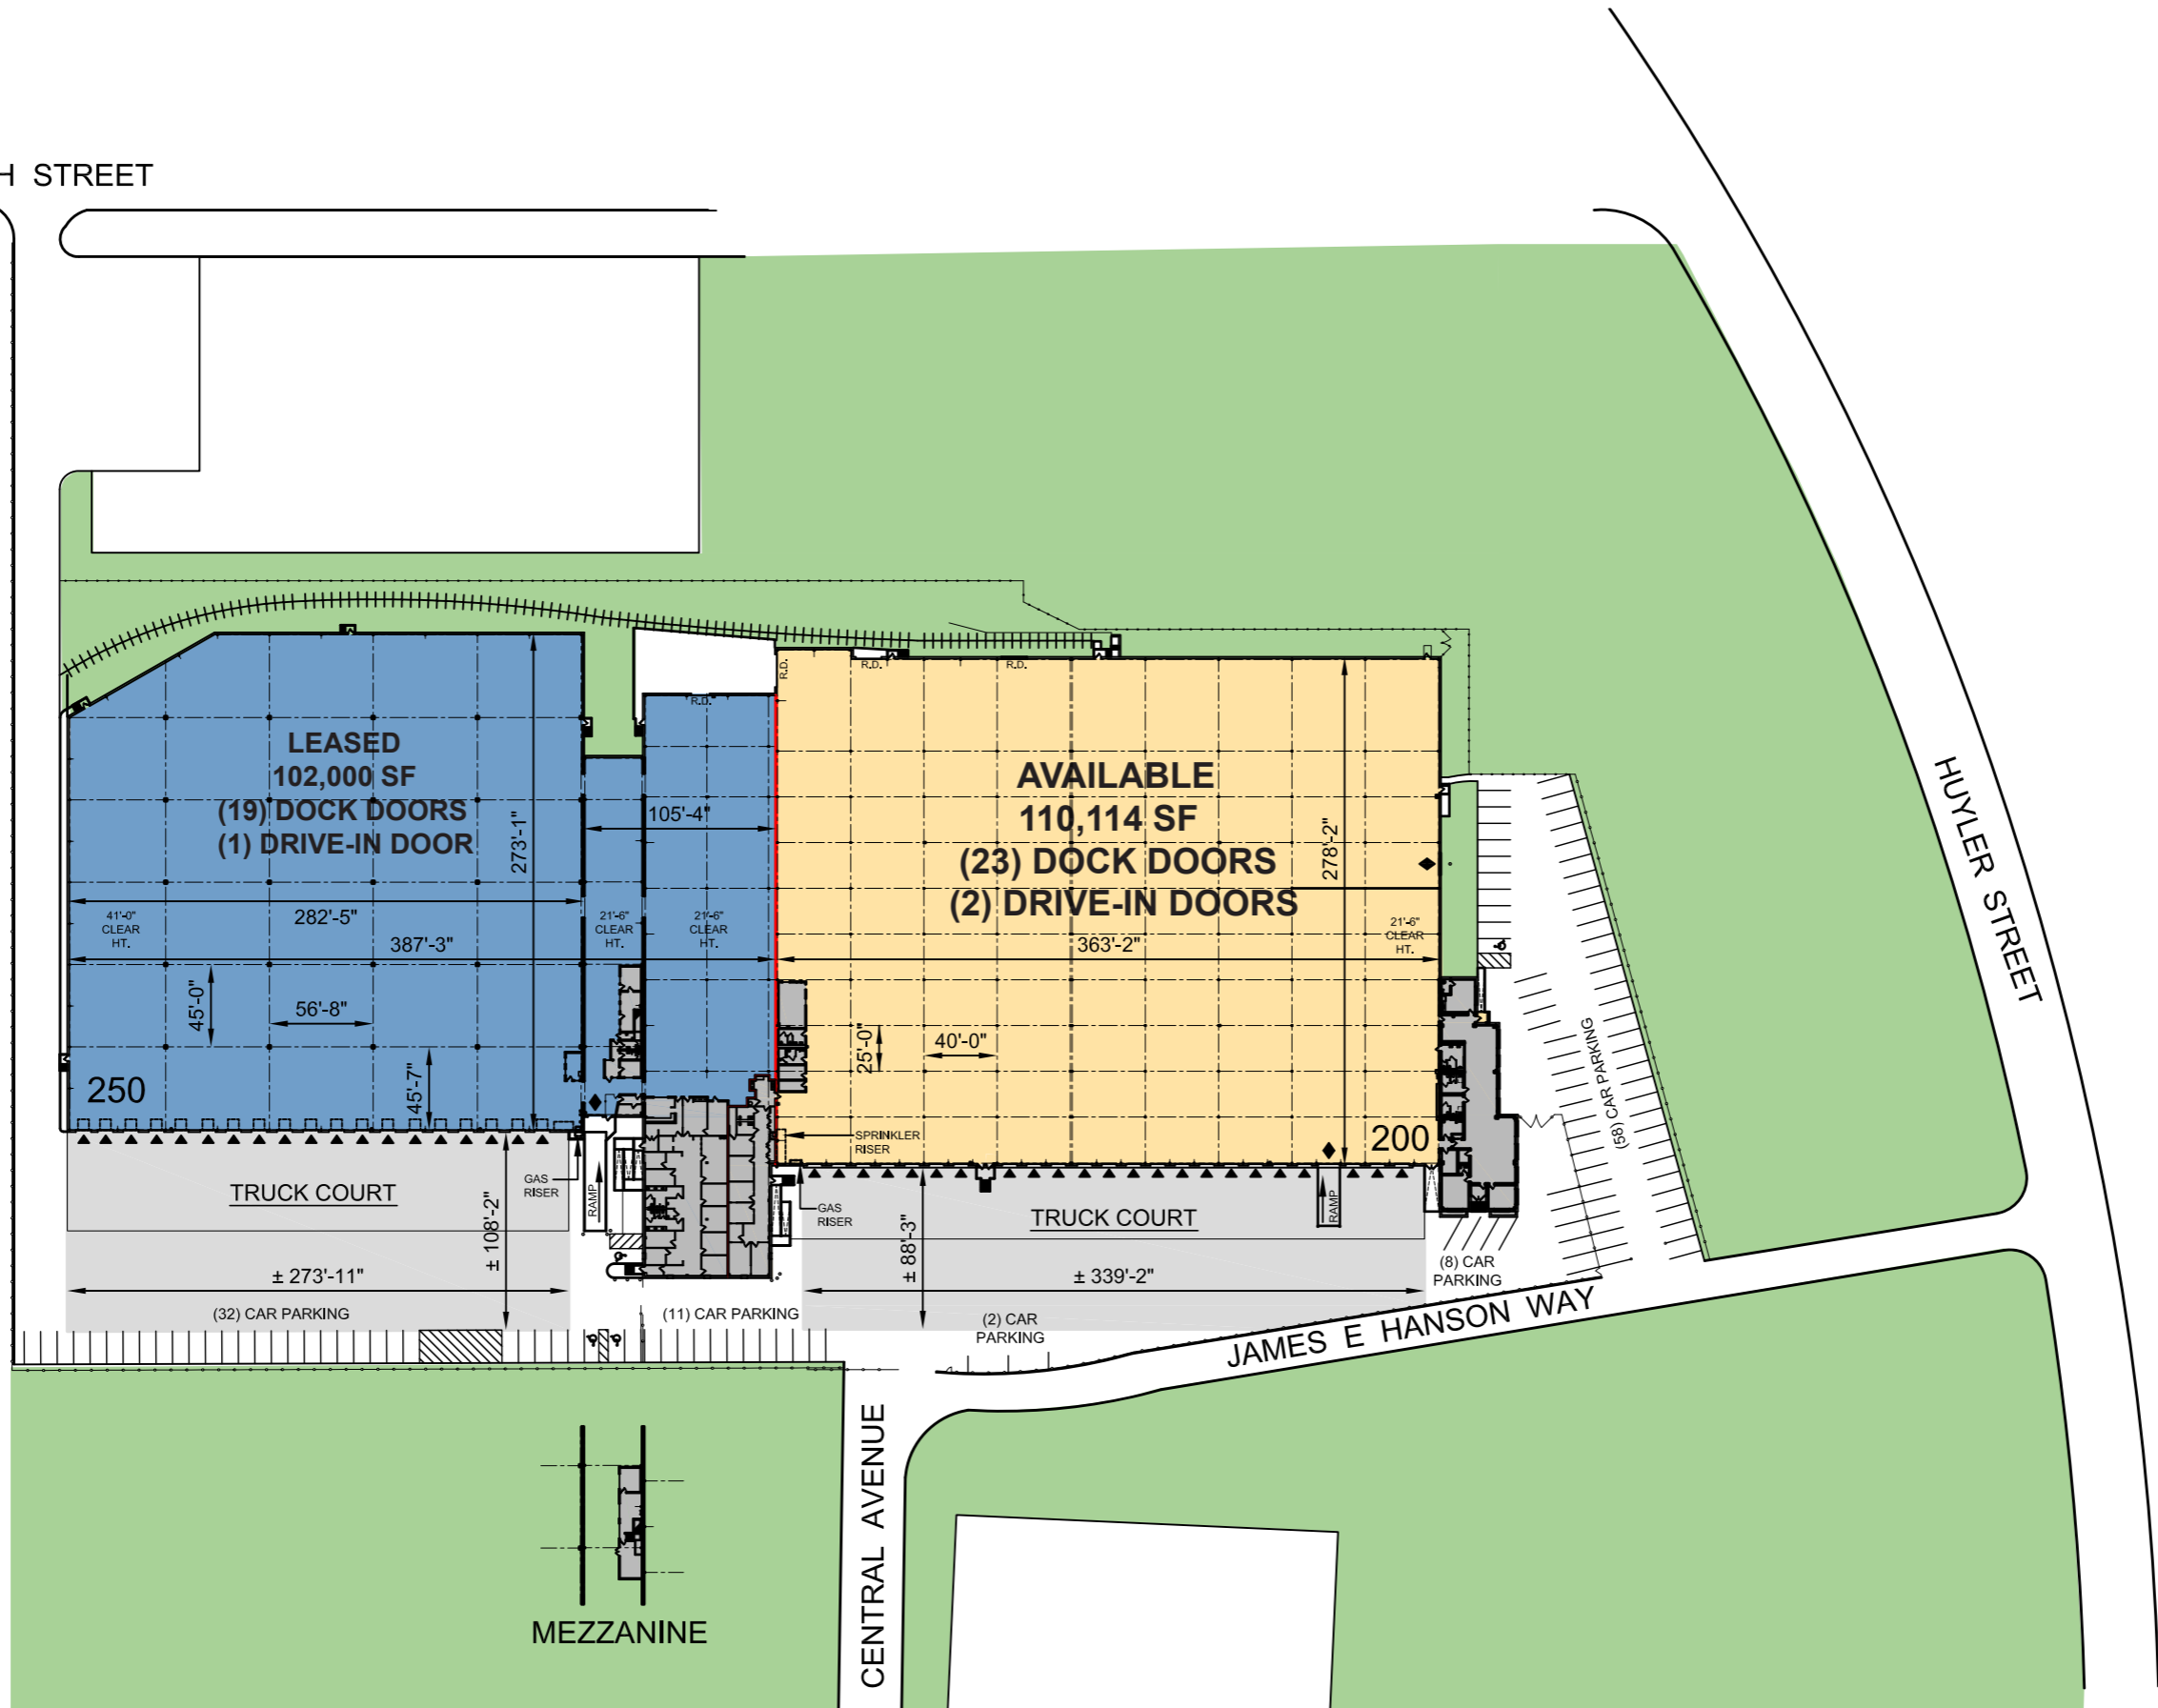 H STREET
HUYLER STREET
R.D.
R.D.
R.D.
R.D.
LEASED
102,000 SF
(19) DOCK DOORS
(1) DRIVE-IN DOOR
273'-1"
105'-4"
AVAILABLE
110,114 SF
(23) DOCK DOORS
(2) DRIVE-IN DOORS
278'-2"
41'-0"
CLEAR
HT.
282'-5"
387'-3"
21'-6"
CLEAR
HT.
21'-6"
CLEAR
HT.
363'-2"
21'-6"
CLEAR
HT.
45'-0"
56'-8"
45'-7"
25'-0"
40'-0"
250
200
(58) CAR PARKING
SPRINKLER
RISER
GAS
RISER
RAMP
GAS
RISER
RAMP
TRUCK COURT
± 108'-2"
TRUCK COURT
± 88'-3"
± 273'-11"
± 339'-2"
(8) CAR
PARKING
(32) CAR PARKING
(11) CAR PARKING
(2) CAR
PARKING
JAMES E HANSON WAY
CENTRAL AVENUE
MEZZANINE